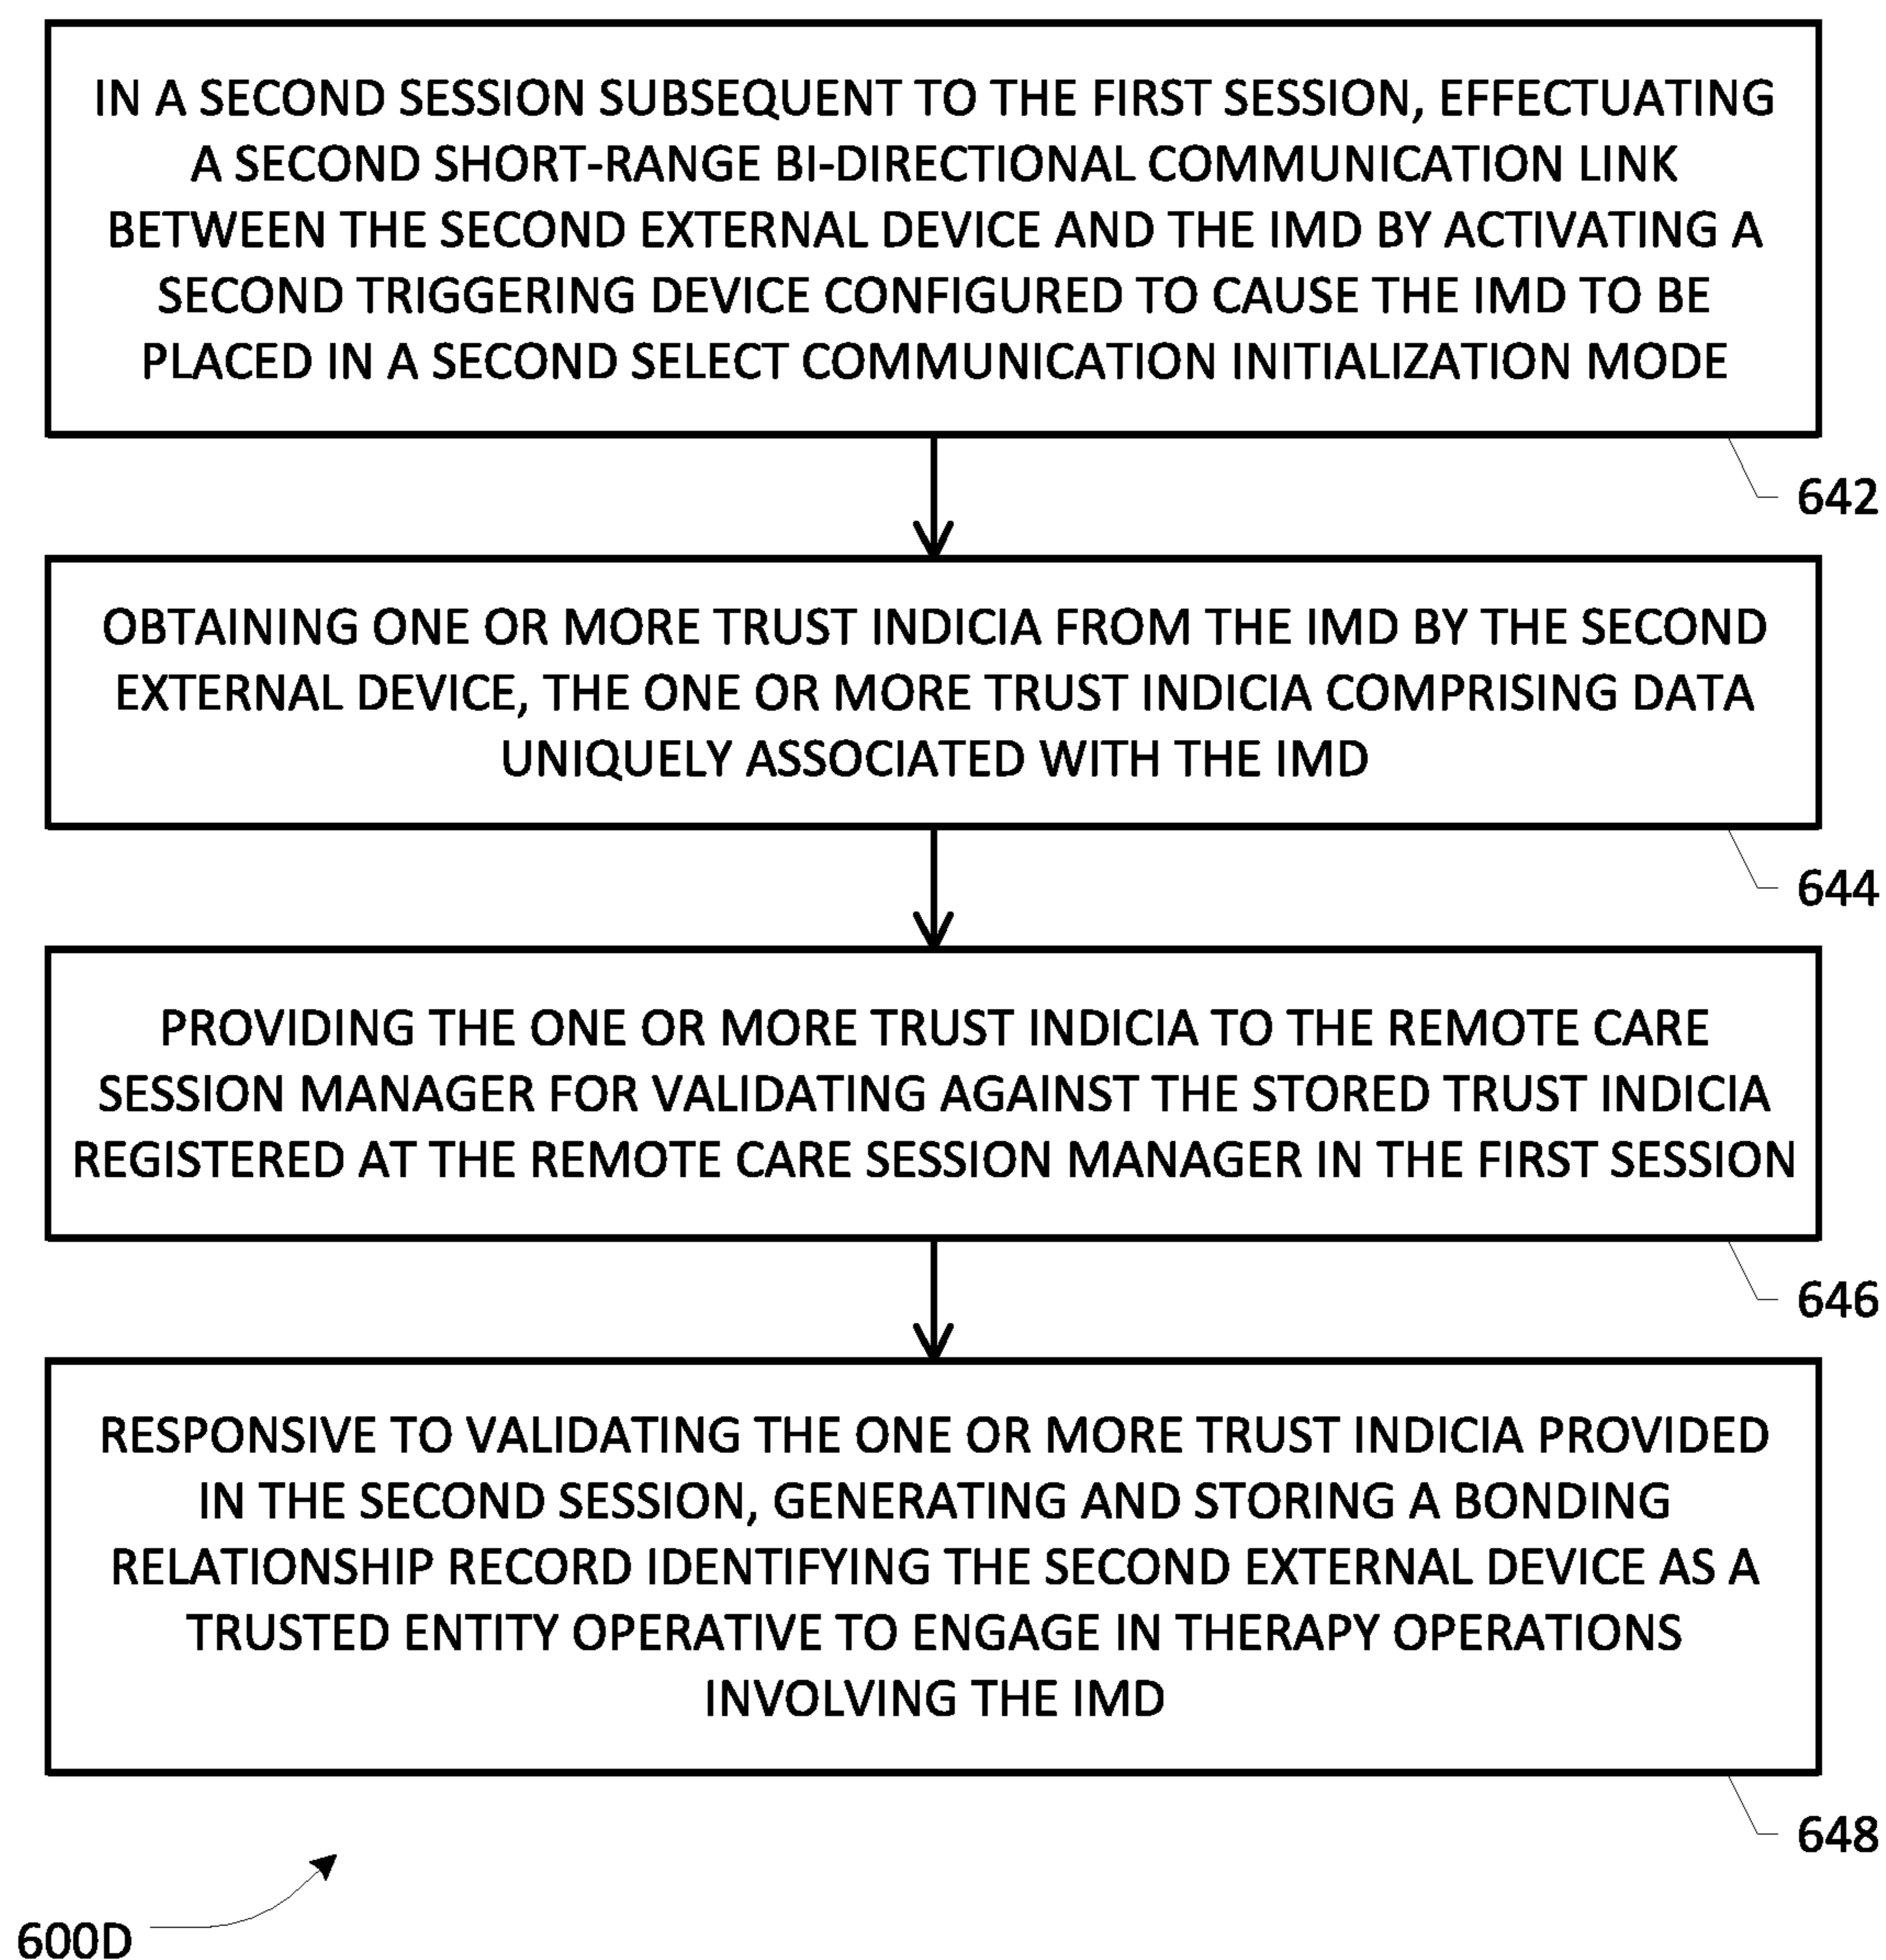 IN A SECOND SESSION SUBSEQUENT TO THE FIRST SESSION, EFFECTUATING
A SECOND SHORT-RANGE BI-DIRECTIONAL COMMUNICATION LINK
BETWEEN THE SECOND EXTERNAL DEVICE AND THE IMD BY ACTIVATING A
SECOND TRIGGERING DEVICE CONFIGURED TO CAUSE THE IMD TO BE
PLACED IN A SECOND SELECT COMMUNICATION INITIALIZATION MODE
642
OBTAINING ONE OR MORE TRUST INDICIA FROM THE IMD BY THE SECOND
EXTERNAL DEVICE, THE ONE OR MORE TRUST INDICIA COMPRISING DATA
UNIQUELY ASSOCIATED WITH THE IMD
644
PROVIDING THE ONE OR MORE TRUST INDICIA TO THE REMOTE CARE
SESSION MANAGER FOR VALIDATING AGAINST THE STORED TRUST INDICIA
REGISTERED AT THE REMOTE CARE SESSION MANAGER IN THE FIRST SESSION
646
RESPONSIVE TO VALIDATING THE ONE OR MORE TRUST INDICIA PROVIDED
IN THE SECOND SESSION, GENERATING AND STORING A BONDING
RELATIONSHIP RECORD IDENTIFYING THE SECOND EXTERNAL DEVICE AS A
TRUSTED ENTITY OPERATIVE TO ENGAGE IN THERAPY OPERATIONS
INVOLVING THE IMD
648
600D